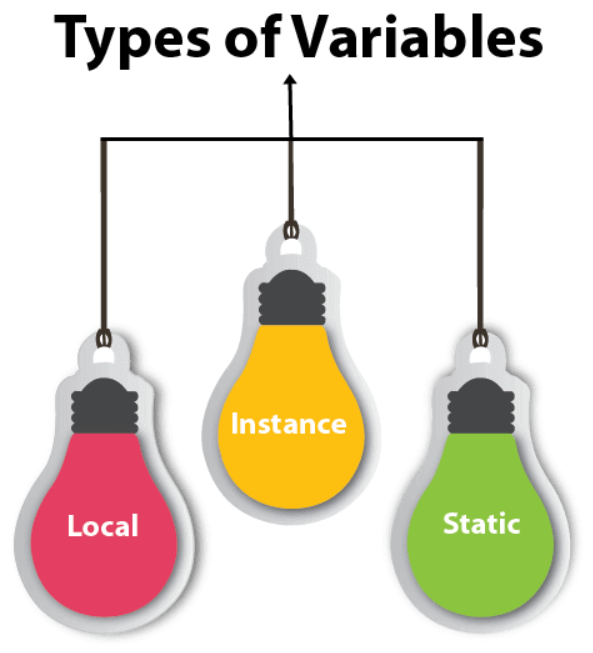 Types of Variables
Instance
Local
Static